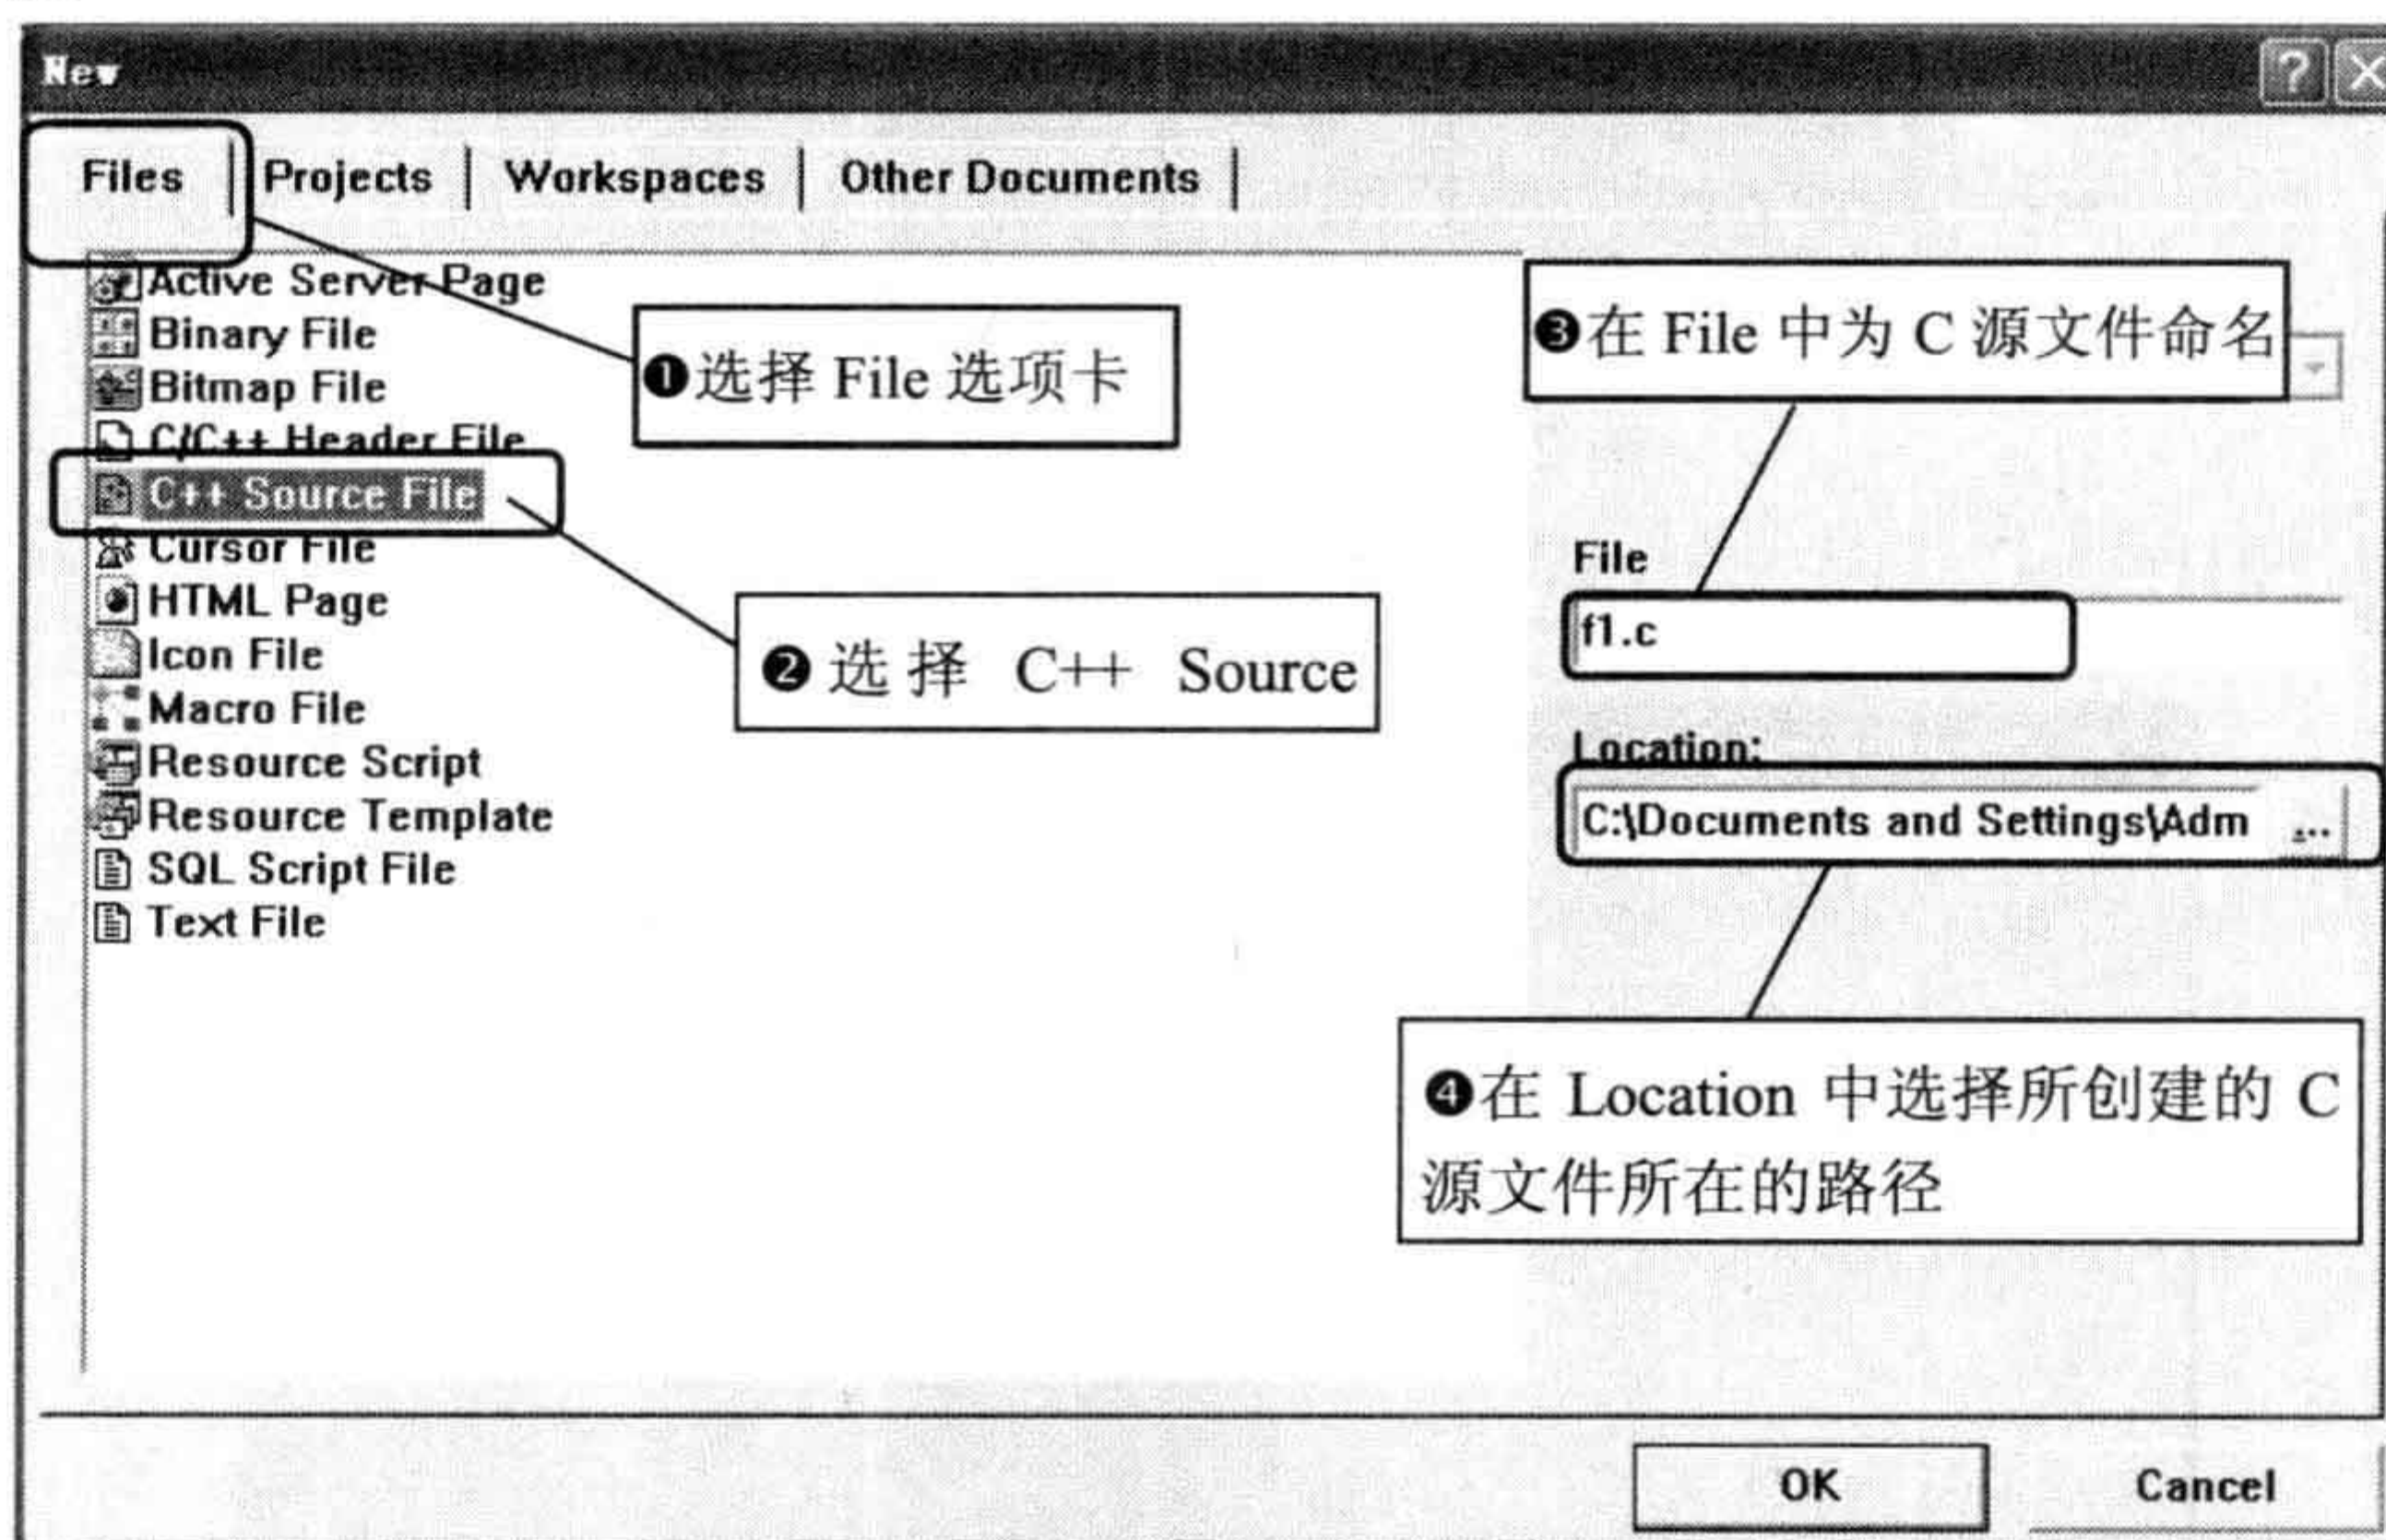 New
Files
Projects
Workspaces
Other Documents
Active Server Page
Binary File
Bitmap File
C/C++ Header File
C++ Source File
Cursor File
HTML Page
Icon File
Macro File
Resource Script
Resource Template
SQL Script File
Text File
❶选择 File 选项卡
❷选择 C++ Source
❸在 File 中为 C 源文件命名
File
f1.c
Location:
C:\Documents and Settings\Adm
...
❹在 Location 中选择所创建的 C
源文件所在的路径
OK
Cancel